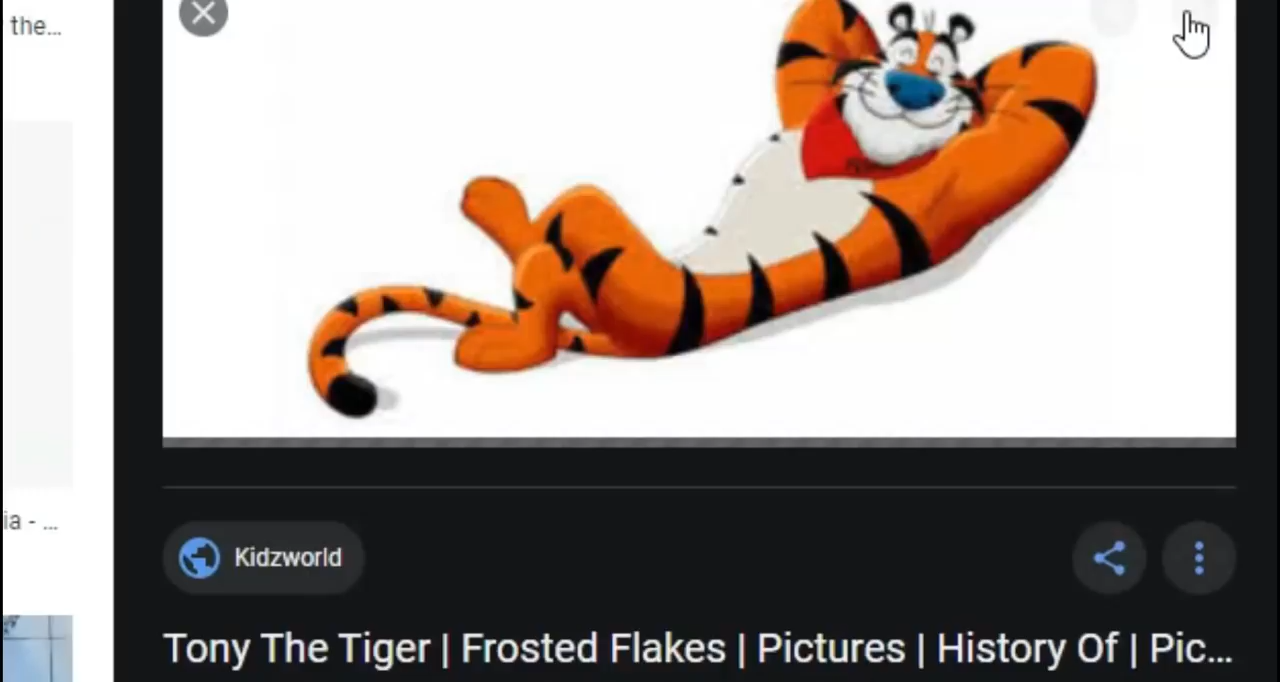 the...
ia - ...
Kidzworld
Tony The Tiger | Frosted Flakes | Pictures | History Of | Pic...